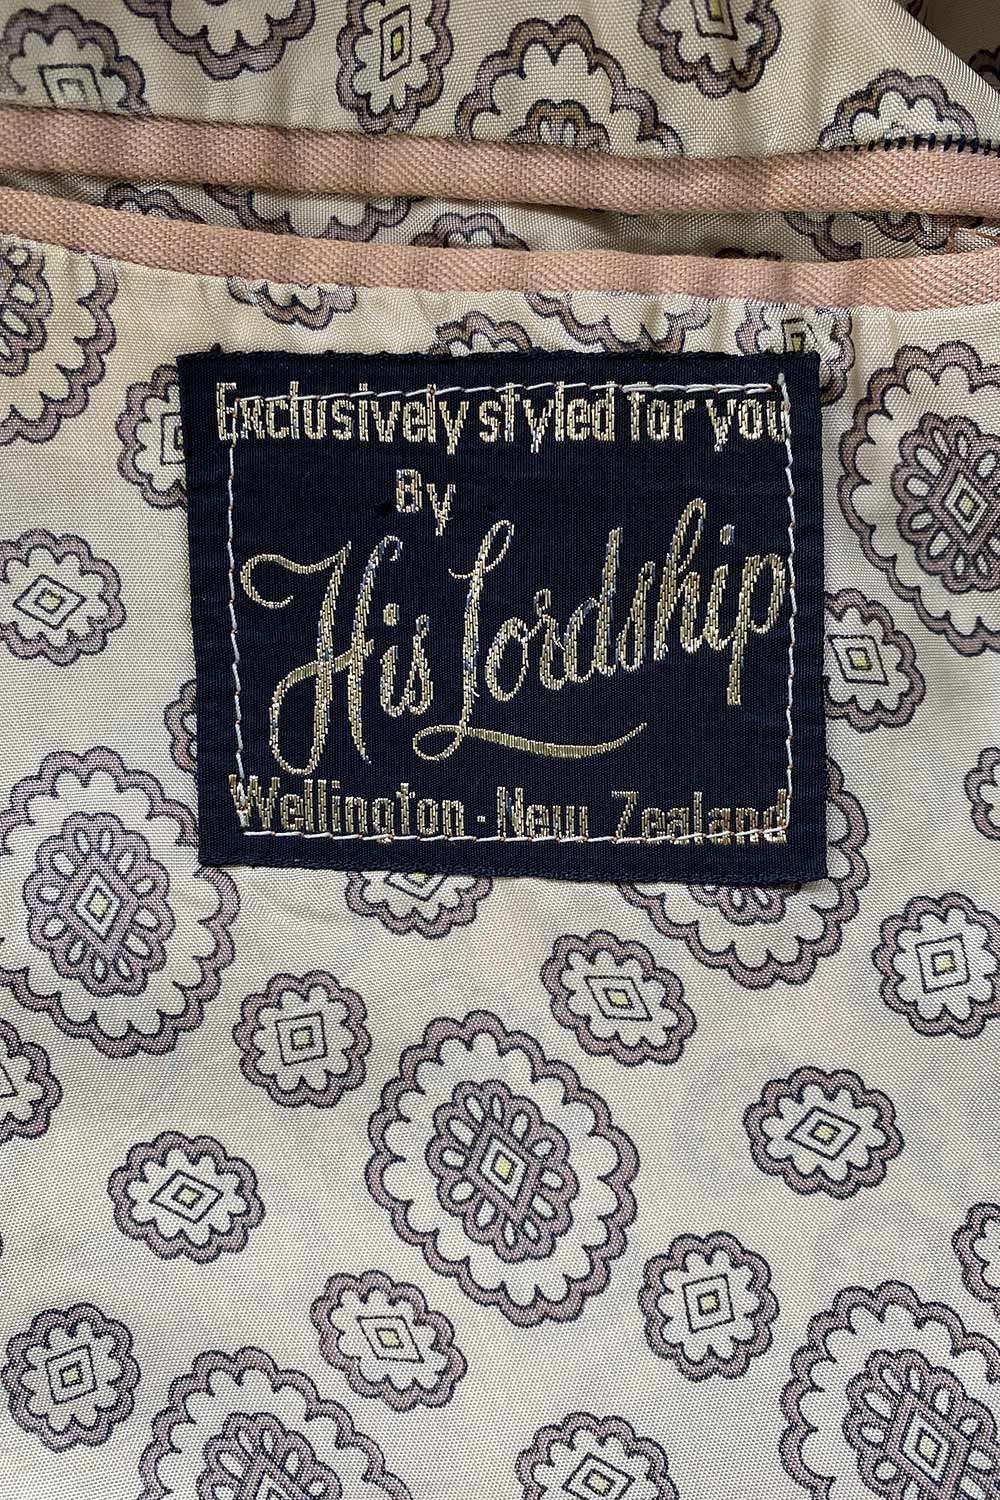 Exclusively styled for you
By
His Lordship
Wellington · New Zealand